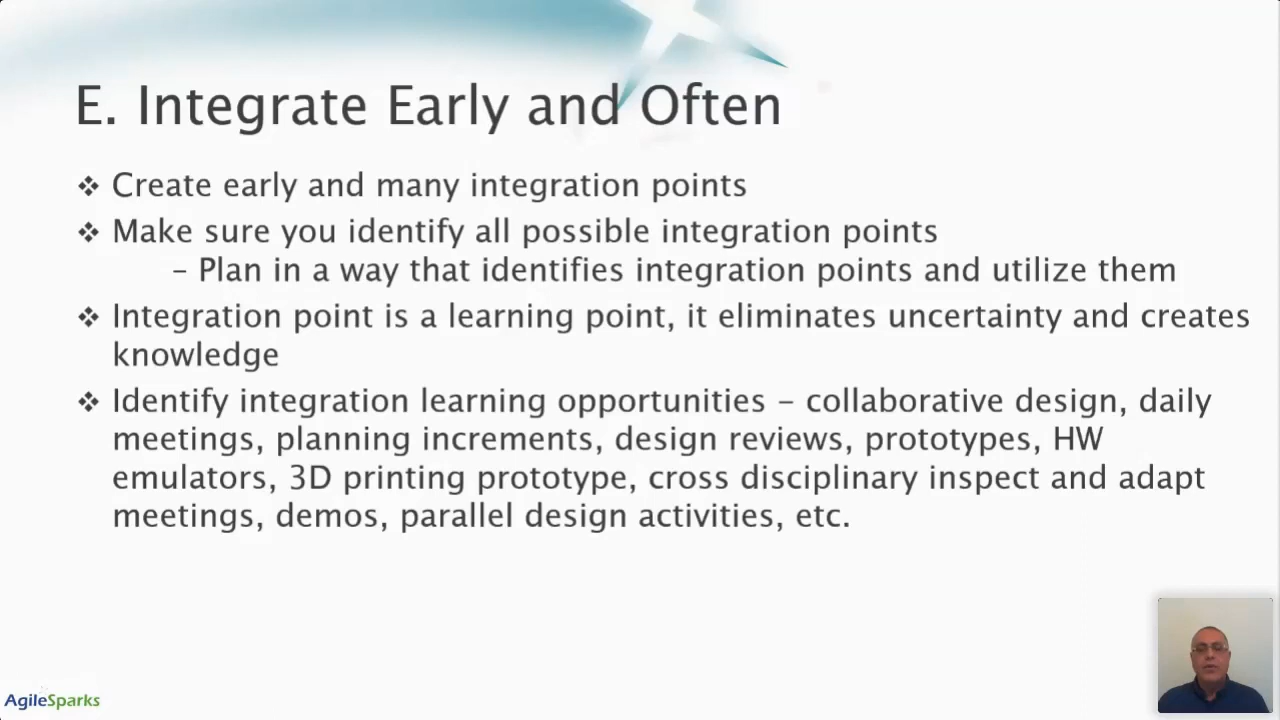 E. Integrate Early and Often
❖ Create early and many integration points
❖ Make sure you identify all possible integration points
– Plan in a way that identifies integration points and utilize them
❖ Integration point is a learning point, it eliminates uncertainty and creates
knowledge
❖ Identify integration learning opportunities – collaborative design, daily
meetings, planning increments, design reviews, prototypes, HW
emulators, 3D printing prototype, cross disciplinary inspect and adapt
meetings, demos, parallel design activities, etc.
AgileSparks